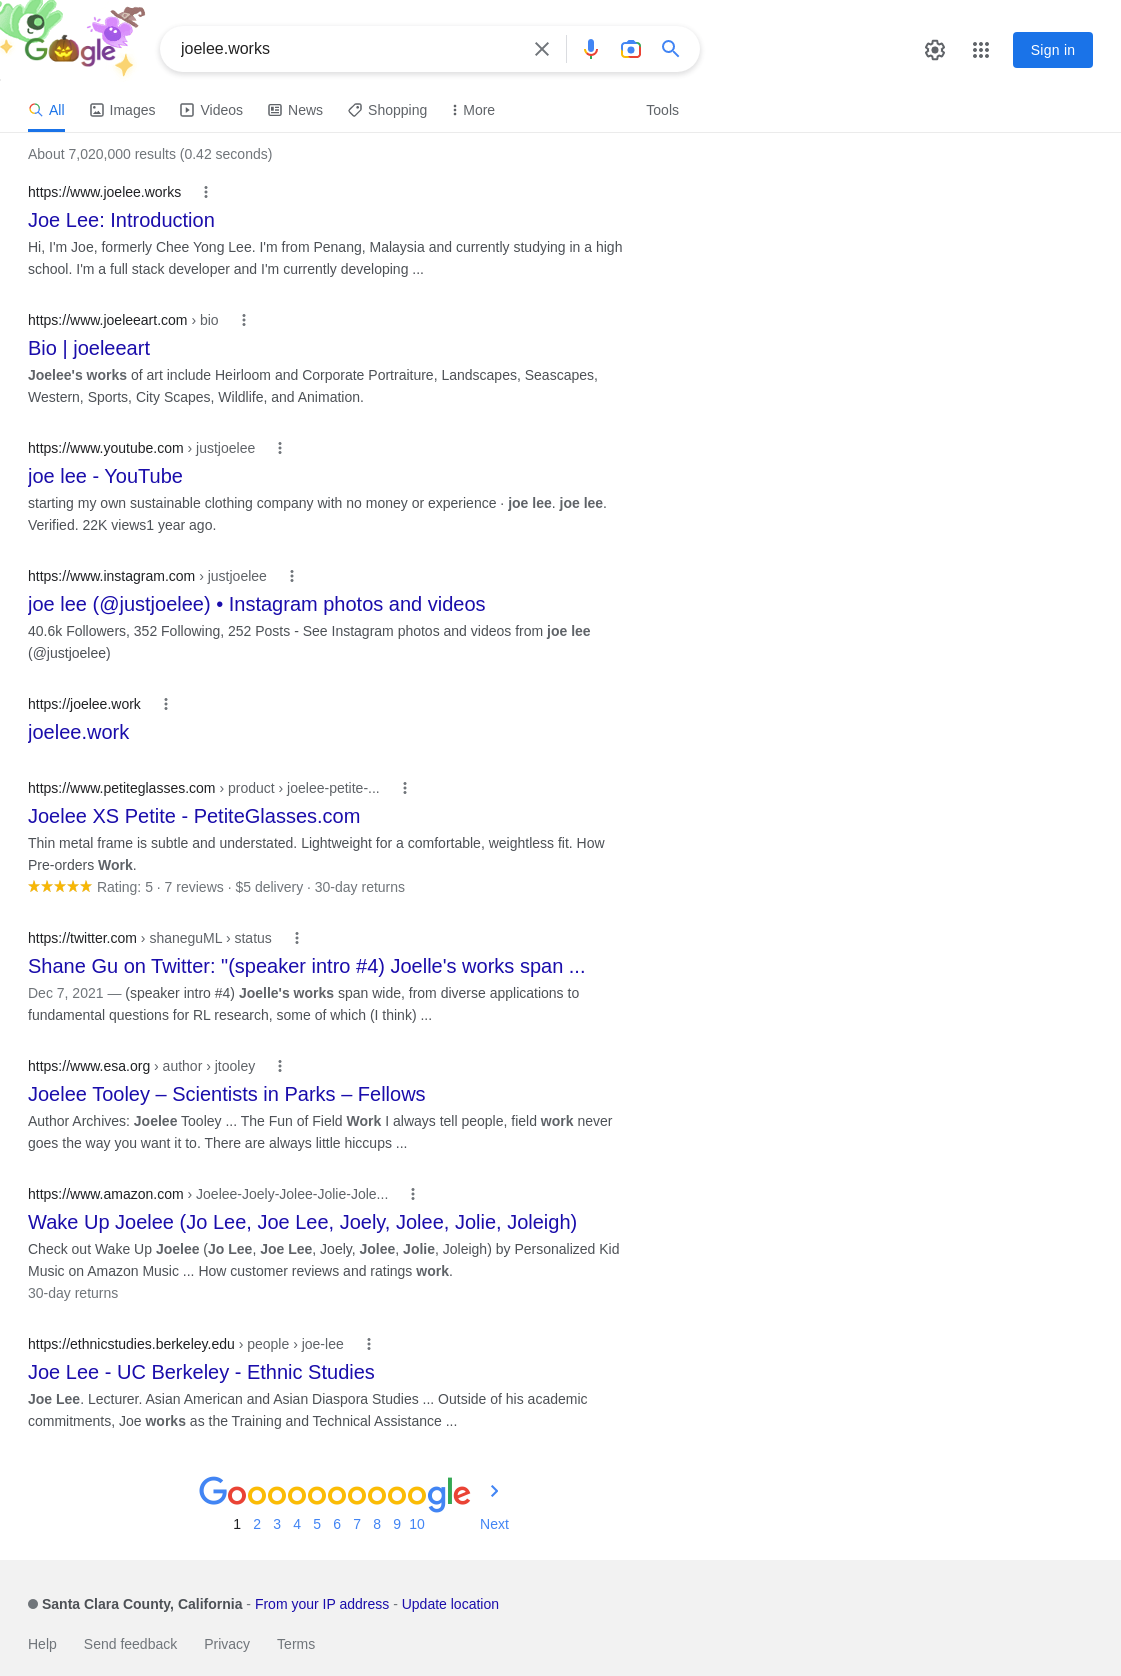 Google
joelee.works
Sign in
All Images Videos News Shopping More Tools
About 7,020,000 results (0.42 seconds)
https://www.joelee.works
Joe Lee: Introduction
Hi, I'm Joe, formerly Chee Yong Lee. I'm from Penang, Malaysia and currently studying in a high
school. I'm a full stack developer and I'm currently developing ...
https://www.joeleeart.com › bio
Bio | joeleeart
Joelee's works of art include Heirloom and Corporate Portraiture, Landscapes, Seascapes,
Western, Sports, City Scapes, Wildlife, and Animation.
https://www.youtube.com › justjoelee
joe lee - YouTube
starting my own sustainable clothing company with no money or experience · joe lee. joe lee.
Verified. 22K views1 year ago.
https://www.instagram.com › justjoelee
joe lee (@justjoelee) • Instagram photos and videos
40.6k Followers, 352 Following, 252 Posts - See Instagram photos and videos from joe lee
(@justjoelee)
https://joelee.work
joelee.work
https://www.petiteglasses.com › product › joelee-petite-...
Joelee XS Petite - PetiteGlasses.com
Thin metal frame is subtle and understated. Lightweight for a comfortable, weightless fit. How
Pre-orders Work.
Rating: 5 · 7 reviews · $5 delivery · 30-day returns
https://twitter.com › shaneguML › status
Shane Gu on Twitter: "(speaker intro #4) Joelle's works span ...
Dec 7, 2021 — (speaker intro #4) Joelle's works span wide, from diverse applications to
fundamental questions for RL research, some of which (I think) ...
https://www.esa.org › author › jtooley
Joelee Tooley – Scientists in Parks – Fellows
Author Archives: Joelee Tooley ... The Fun of Field Work I always tell people, field work never
goes the way you want it to. There are always little hiccups ...
https://www.amazon.com › Joelee-Joely-Jolee-Jolie-Jole...
Wake Up Joelee (Jo Lee, Joe Lee, Joely, Jolee, Jolie, Joleigh)
Check out Wake Up Joelee (Jo Lee, Joe Lee, Joely, Jolee, Jolie, Joleigh) by Personalized Kid
Music on Amazon Music ... How customer reviews and ratings work.
30-day returns
https://ethnicstudies.berkeley.edu › people › joe-lee
Joe Lee - UC Berkeley - Ethnic Studies
Joe Lee. Lecturer. Asian American and Asian Diaspora Studies ... Outside of his academic
commitments, Joe works as the Training and Technical Assistance ...
Goooooooooogle
1 2 3 4 5 6 7 8 9 10 Next
Santa Clara County, California - From your IP address - Update location
Help Send feedback Privacy Terms